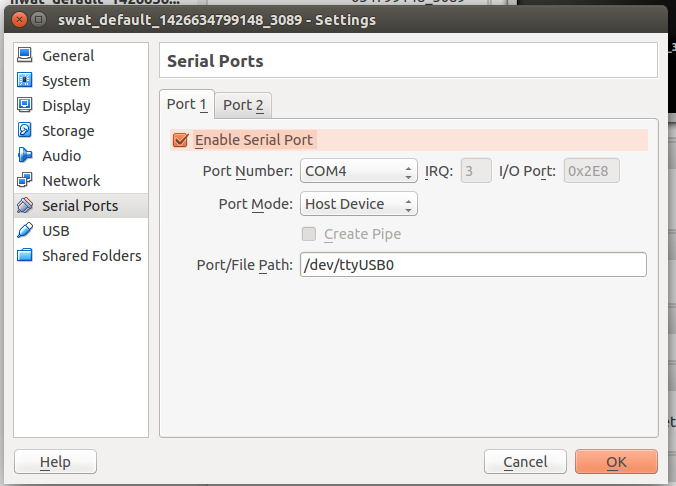 swat_default_1426634799148_3089 - Settings
General
System
Display
Storage
Audio
Network
Serial Ports
USB
Shared Folders
Serial Ports
Port 1
Port 2
Enable Serial Port
Port Number: COM4 IRQ: 3 I/O Port: 0x2E8
Port Mode: Host Device
Create Pipe
Port/File Path: /dev/ttyUSB0
Help
Cancel
OK